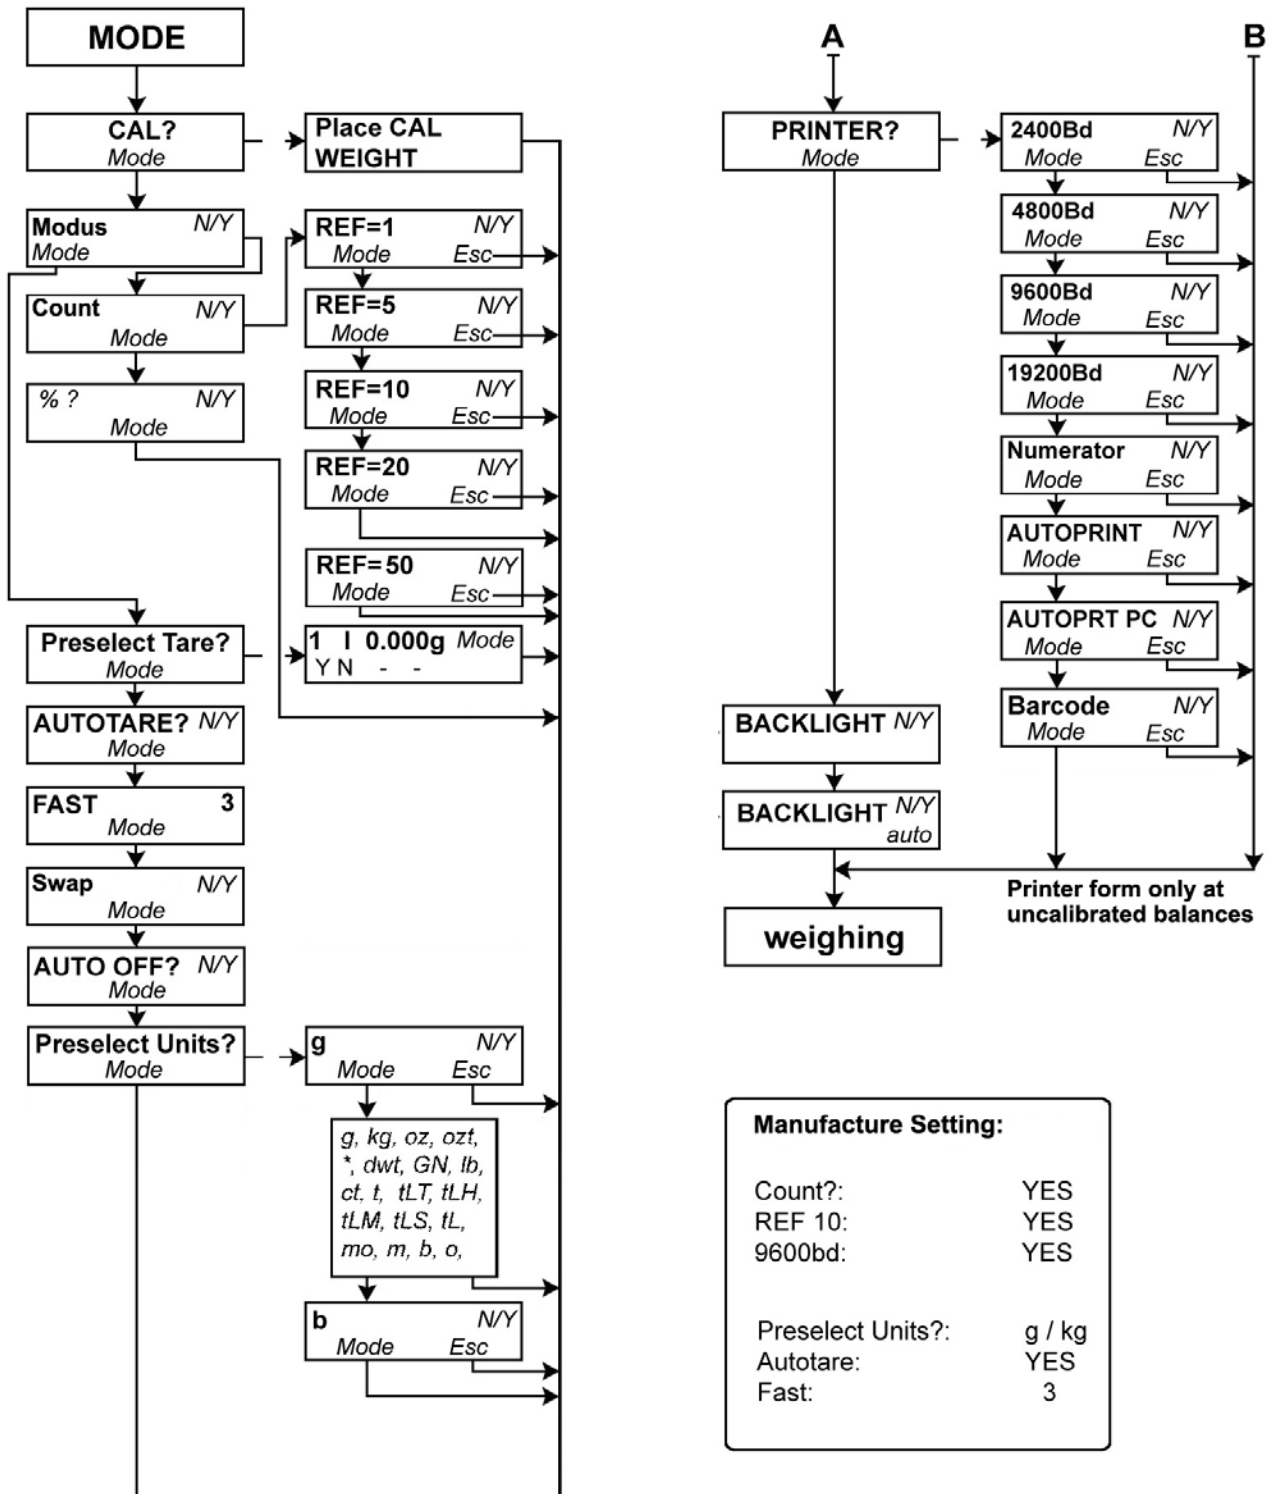 MODE
CAL?
Mode
Place CAL
WEIGHT
Modus N/Y
Mode
Count N/Y
Mode
% ? N/Y
Mode
REF=1 N/Y
Mode Esc
REF=5 N/Y
Mode Esc
REF=10 N/Y
Mode Esc
REF=20 N/Y
Mode Esc
REF=50 N/Y
Mode Esc
Preselect Tare?
Mode
1 I 0.000g Mode
Y N - -
AUTOTARE? N/Y
Mode
FAST 3
Mode
Swap N/Y
Mode
AUTO OFF? N/Y
Mode
Preselect Units?
Mode
g N/Y
Mode Esc
g, kg, oz, ozt,
*, dwt, GN, lb,
ct, t, tLT, tLH,
tLM, tLS, tL,
mo, m, b, o,
b N/Y
Mode Esc
A
B
PRINTER?
Mode
2400Bd N/Y
Mode Esc
4800Bd N/Y
Mode Esc
9600Bd N/Y
Mode Esc
19200Bd N/Y
Mode Esc
Numerator N/Y
Mode Esc
AUTOPRINT N/Y
Mode Esc
AUTOPRT PC N/Y
Mode Esc
Barcode N/Y
Mode Esc
BACKLIGHT N/Y
BACKLIGHT N/Y
auto
Printer form only at
uncalibrated balances
weighing
Manufacture Setting:
Count?: YES
REF 10: YES
9600bd: YES
Preselect Units?: g / kg
Autotare: YES
Fast: 3